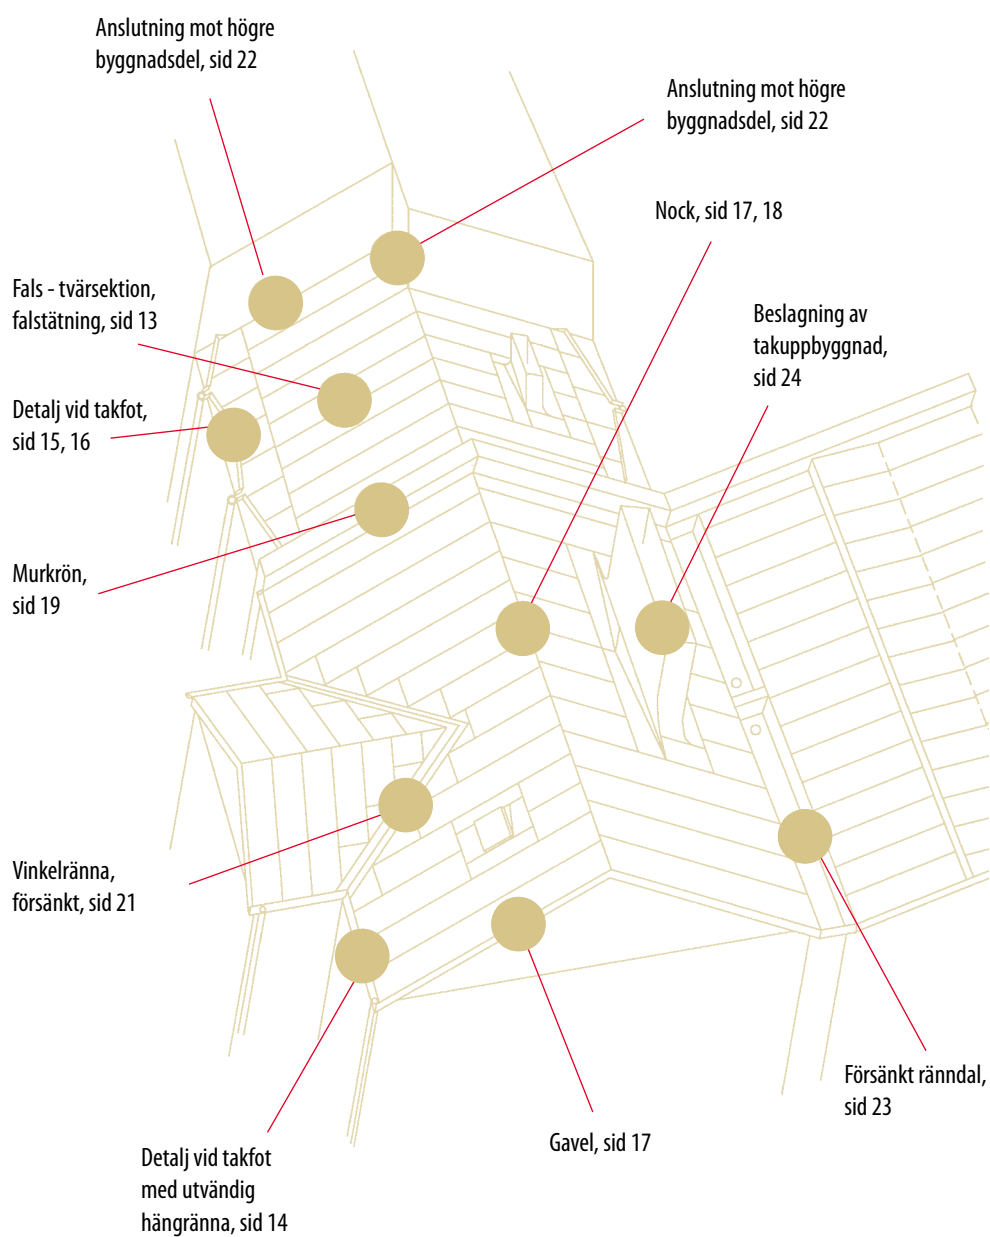 Anslutning mot högre
byggnadsdel, sid 22
Anslutning mot högre
byggnadsdel, sid 22
Nock, sid 17, 18
Fals - tvärsektion,
falstätning, sid 13
Beslagning av
takuppbyggnad,
sid 24
Detalj vid takfot,
sid 15, 16
Murkrön,
sid 19
Vinkelränna,
försänkt, sid 21
Försänkt ränndal,
sid 23
Gavel, sid 17
Detalj vid takfot
med utvändig
hängränna, sid 14